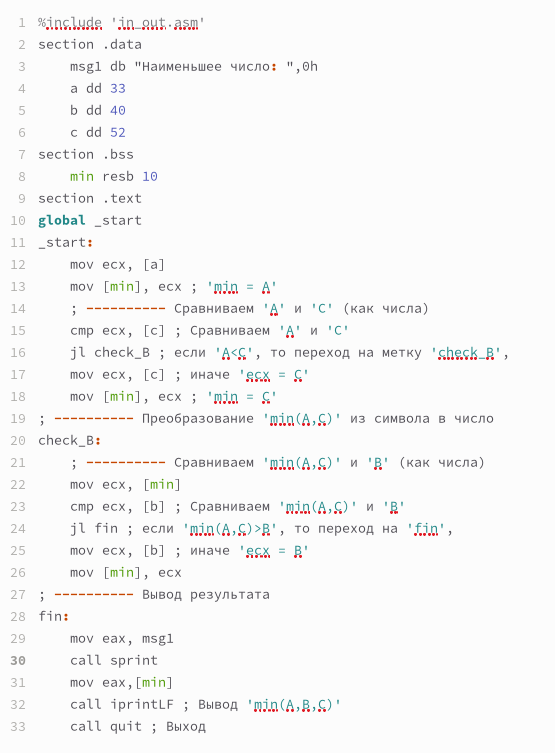 1 %include 'in_out.asm'
2 section .data
3 msg1 db "Наименьшее число: ",0h
4 a dd 33
5 b dd 40
6 c dd 52
7 section .bss
8 min resb 10
9 section .text
10 global _start
11 _start:
12 mov ecx, [a]
13 mov [min], ecx ; 'min = A'
14 ; ---------- Сравниваем 'A' и 'С' (как числа)
15 cmp ecx, [c] ; Сравниваем 'A' и 'С'
16 jl check_B ; если 'A<C', то переход на метку 'check_B',
17 mov ecx, [c] ; иначе 'ecx = C'
18 mov [min], ecx ; 'min = C'
19 ; ---------- Преобразование 'min(A,C)' из символа в число
20 check_B:
21 ; ---------- Сравниваем 'min(A,C)' и 'B' (как числа)
22 mov ecx, [min]
23 cmp ecx, [b] ; Сравниваем 'min(A,C)' и 'B'
24 jl fin ; если 'min(A,C)>B', то переход на 'fin',
25 mov ecx, [b] ; иначе 'ecx = B'
26 mov [min], ecx
27 ; ---------- Вывод результата
28 fin:
29 mov eax, msg1
30 call sprint
31 mov eax,[min]
32 call iprintLF ; Вывод 'min(A,B,C)'
33 call quit ; Выход